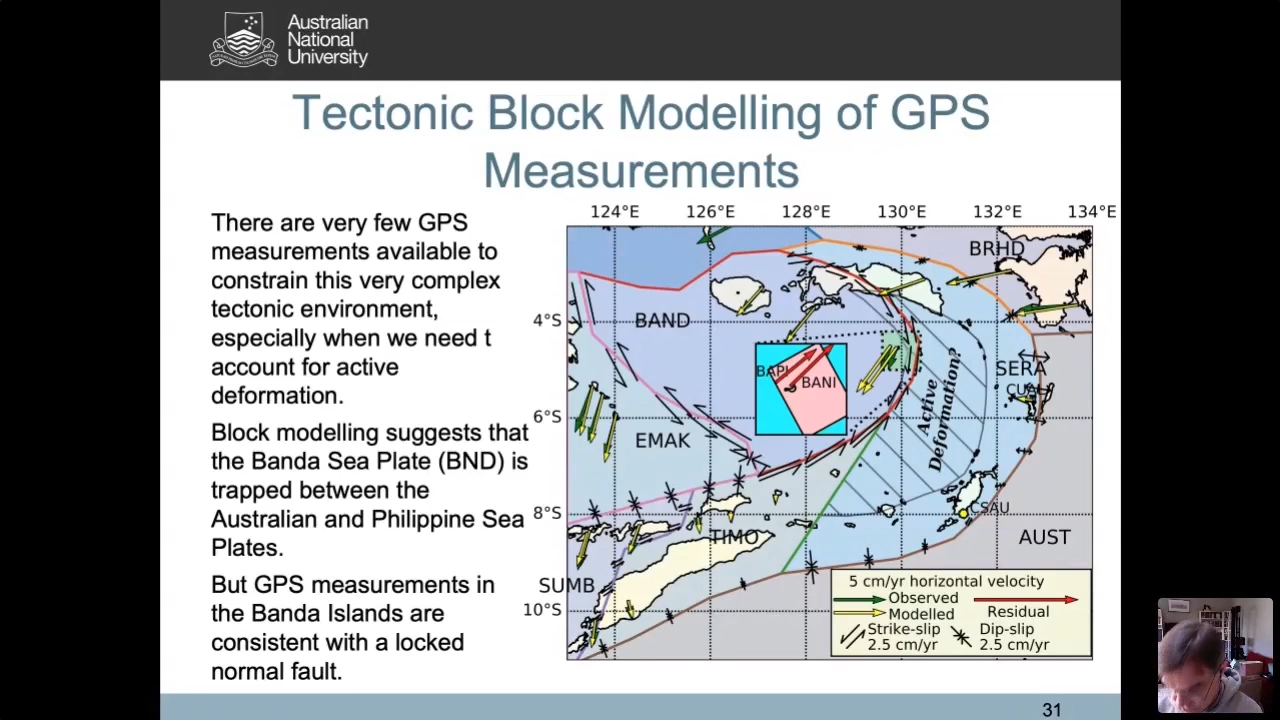 Australian
National
University
Tectonic Block Modelling of GPS
Measurements
There are very few GPS
measurements available to
constrain this very complex
tectonic environment,
especially when we need t
account for active
deformation.
Block modelling suggests that
the Banda Sea Plate (BND) is
trapped between the
Australian and Philippine Sea
Plates.
But GPS measurements in
the Banda Islands are
consistent with a locked
normal fault.
124°E 126°E 128°E 130°E 132°E 134°E
BRHD
4°S
BAND
SERA
BAPI
BANI
Active
Deformation?
6°S
EMAK
8°S
CSAU
TIMO
AUST
SUMB
10°S
5 cm/yr horizontal velocity
Observed
Modelled
Residual
Strike-slip
2.5 cm/yr
Dip-slip
2.5 cm/yr
31